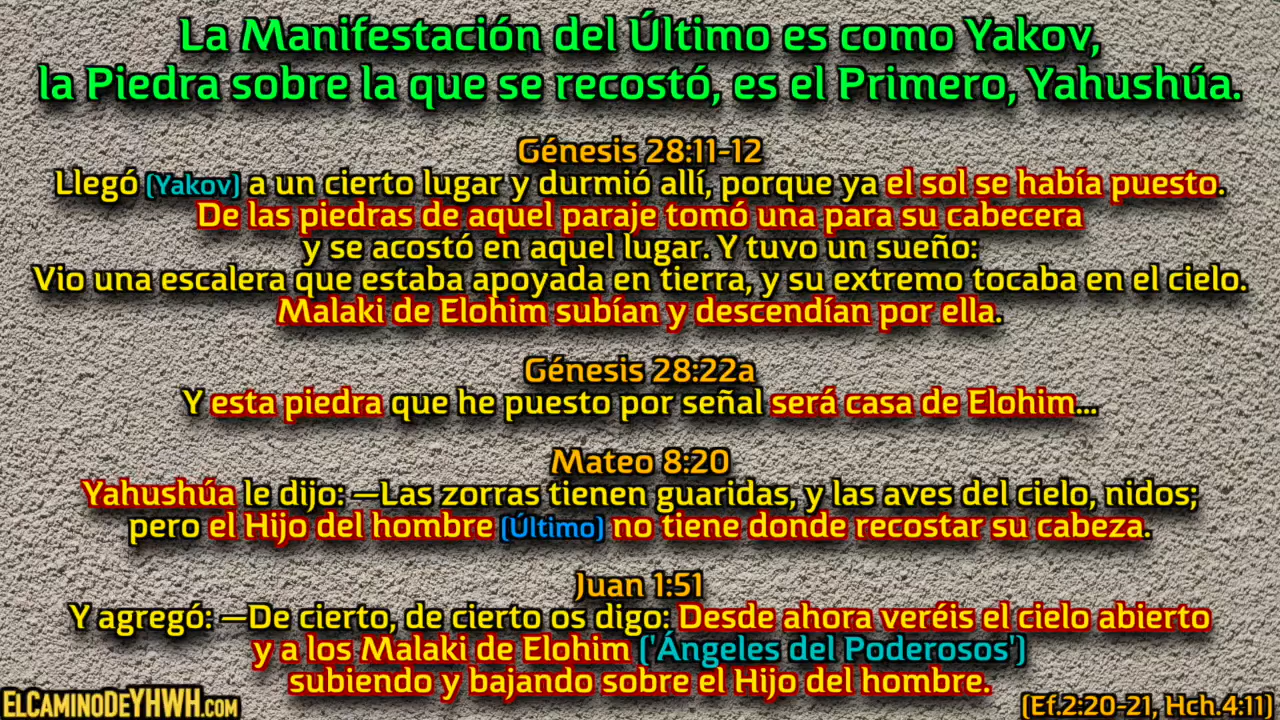 La Manifestación del Último es como Yakov,
la Piedra sobre la que se recostó, es el Primero, Yahushúa.
Génesis 28:11-12
Llegó (Yakov) a un cierto lugar y durmió allí, porque ya el sol se había puesto.
De las piedras de aquel paraje tomó una para su cabecera
y se acostó en aquel lugar. Y tuvo un sueño:
Vio una escalera que estaba apoyada en tierra, y su extremo tocaba en el cielo.
Malaki de Elohim subían y descendían por ella.
Génesis 28:22a
Y esta piedra que he puesto por señal será casa de Elohim...
Mateo 8:20
Yahushúa le dijo: —Las zorras tienen guaridas, y las aves del cielo, nidos;
pero el Hijo del hombre (Último) no tiene donde recostar su cabeza.
Juan 1:51
Y agregó: —De cierto, de cierto os digo: Desde ahora veréis el cielo abierto
y a los Malaki de Elohim ('Ángeles del Poderosos')
subiendo y bajando sobre el Hijo del hombre.
ELCAMINODEYHWH.COM
(Ef.2:20-21, Hch.4:11)